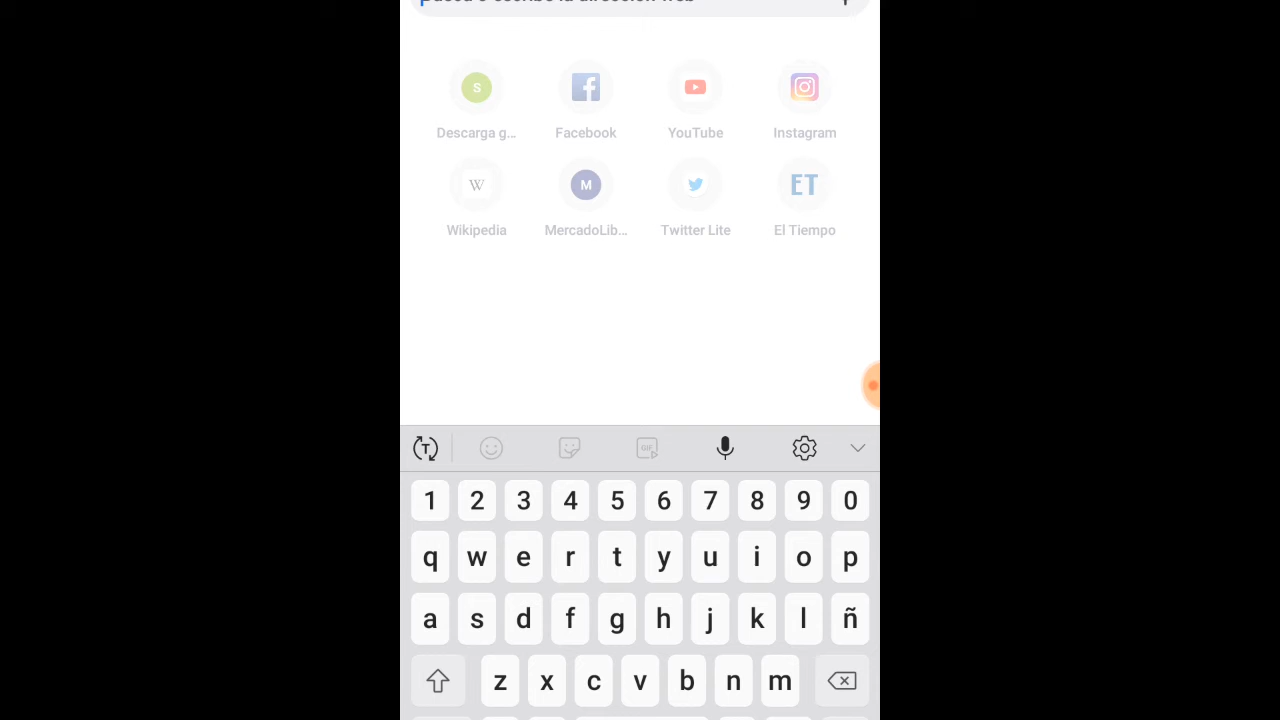 S
Descarga g... Facebook YouTube Instagram
W M ET
Wikipedia MercadoLib... Twitter Lite El Tiempo
T GIF
1 2 3 4 5 6 7 8 9 0
q w e r t y u i o p
a s d f g h j k l ñ
z x c v b n m